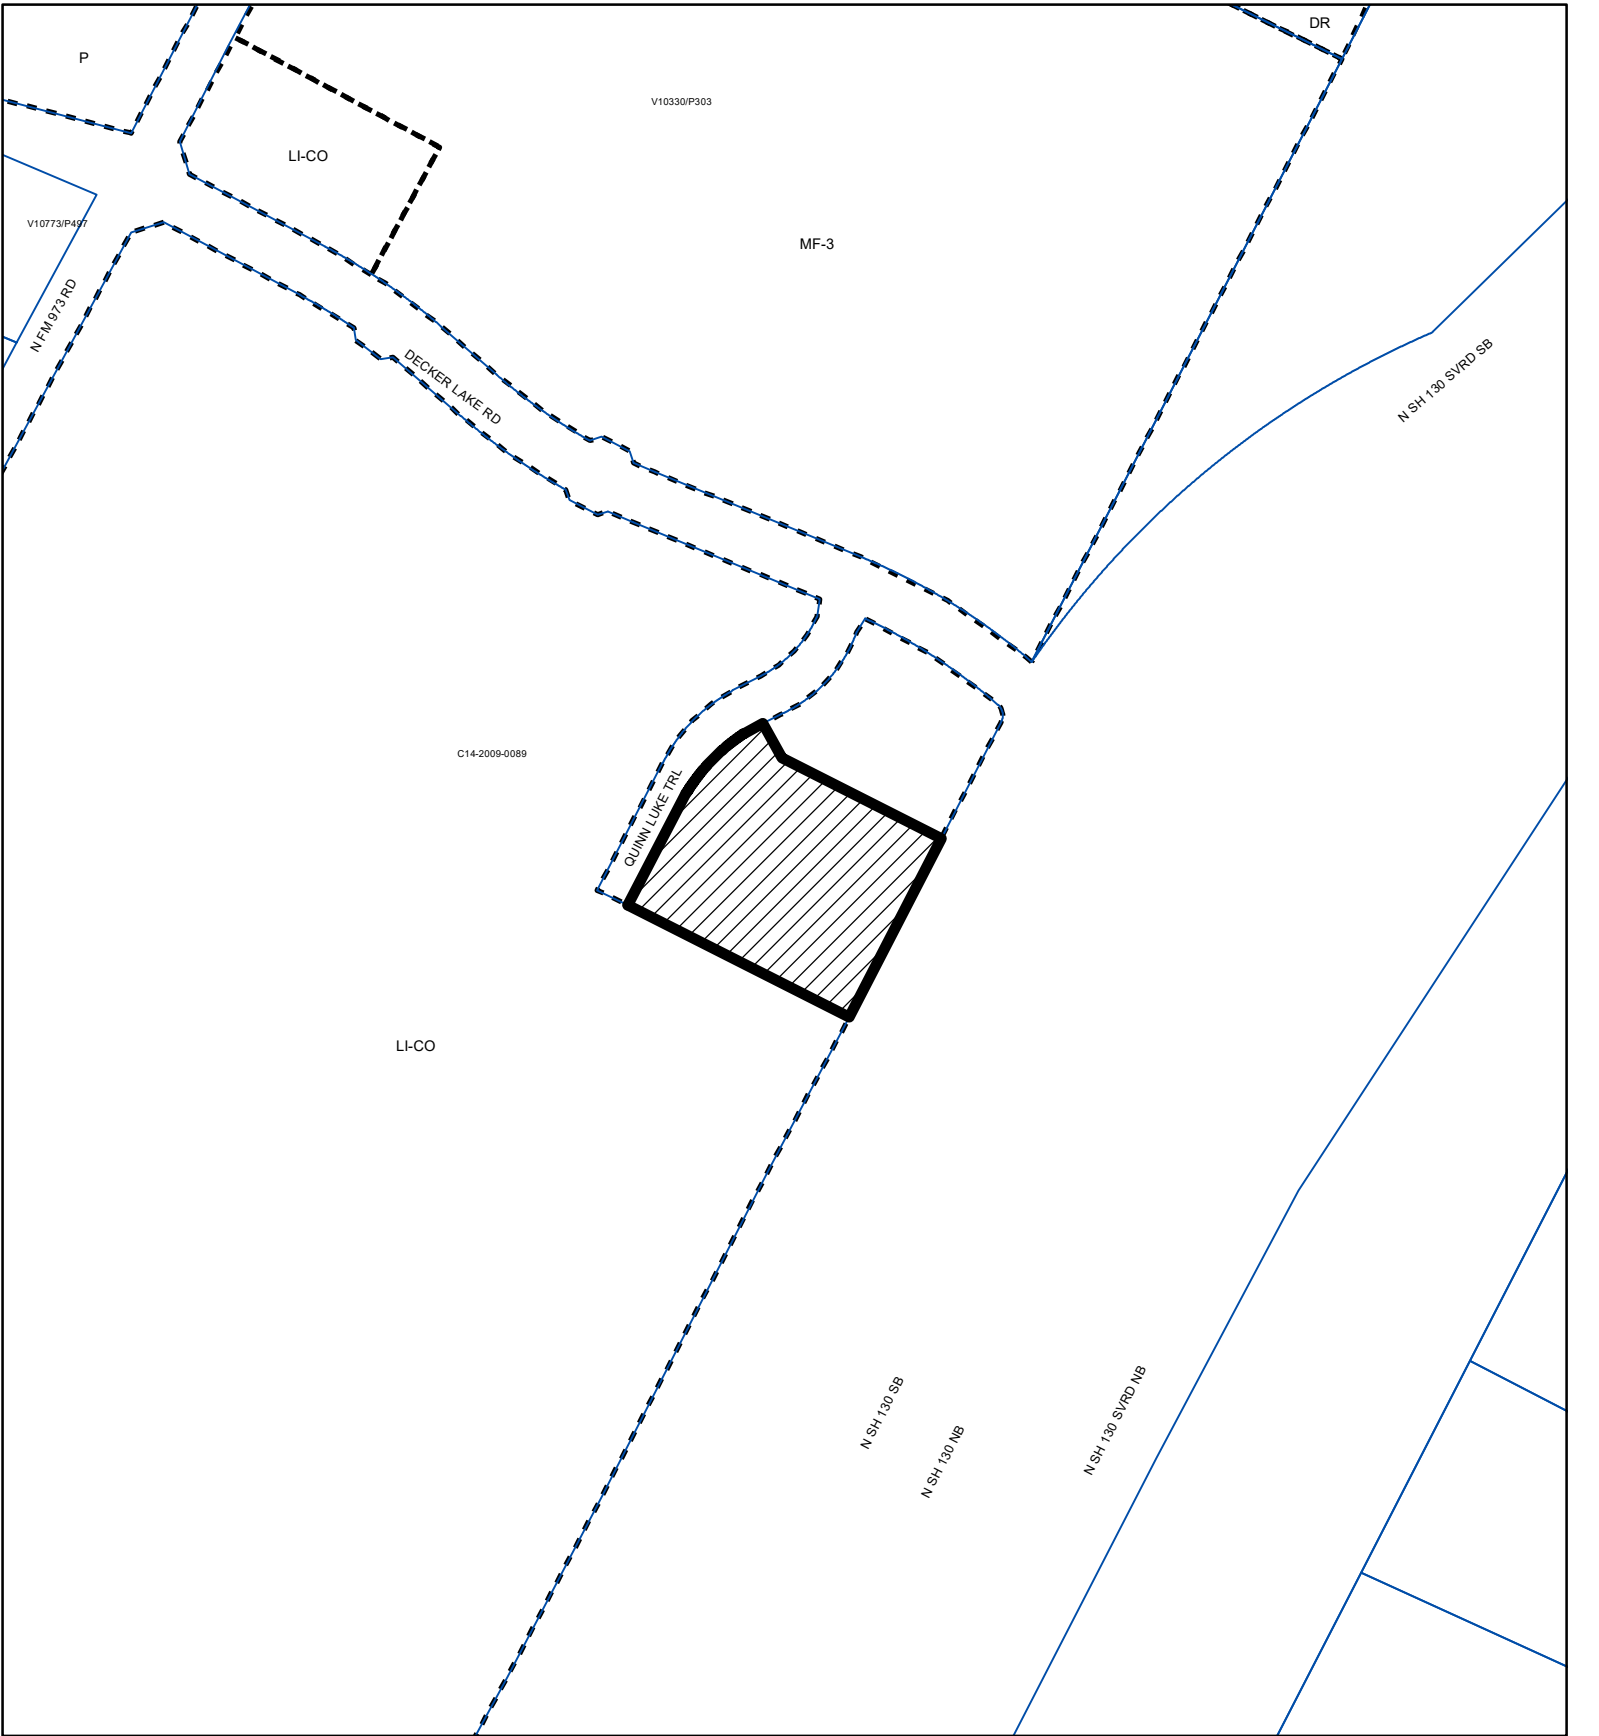 DR
P
V10330/P303
LI-CO
V10773/P497
MF-3
N FM 973 RD
DECKER LAKE RD
N SH 130 SVRD SB
C14-2009-0089
QUINN LUKE TRL
LI-CO
N SH 130 SB
N SH 130 NB
N SH 130 SVRD NB